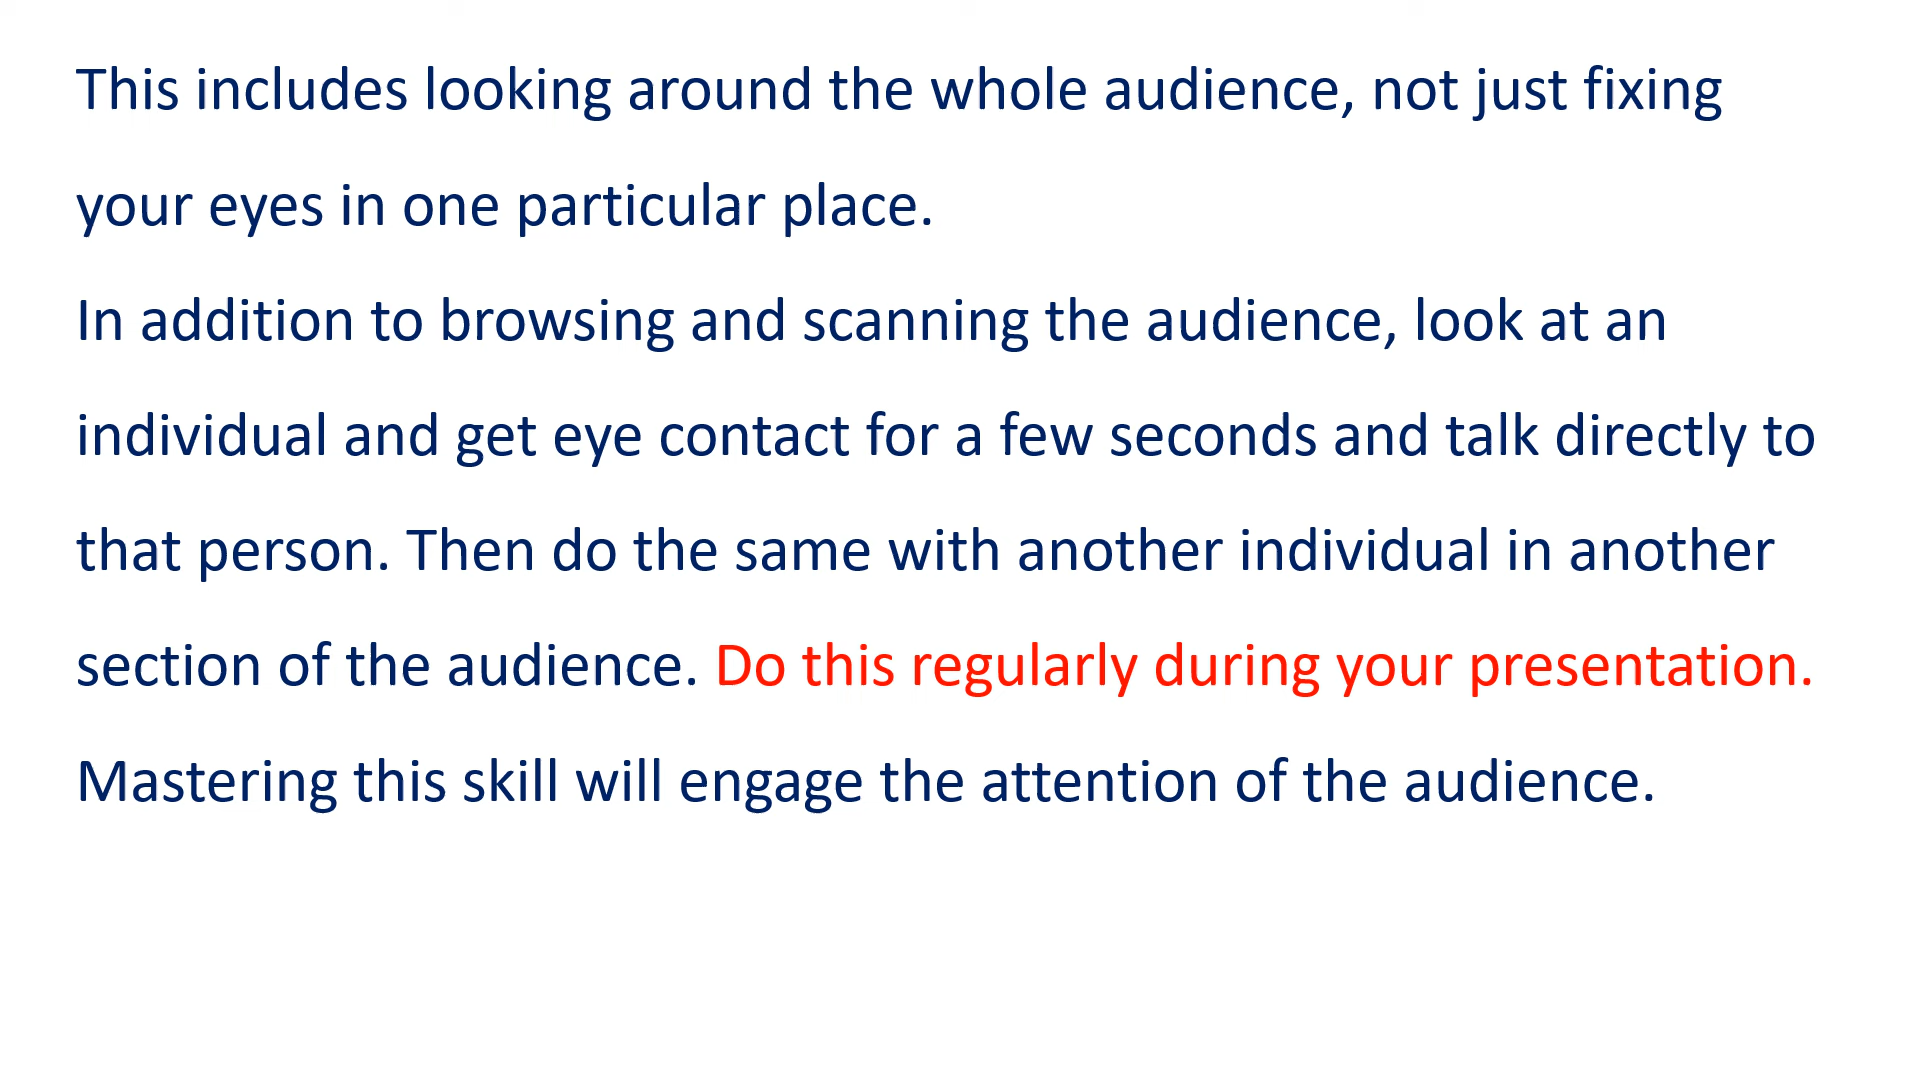 This includes looking around the whole audience, not just fixing
your eyes in one particular place.
In addition to browsing and scanning the audience, look at an
individual and get eye contact for a few seconds and talk directly to
that person. Then do the same with another individual in another
section of the audience. Do this regularly during your presentation.
Mastering this skill will engage the attention of the audience.